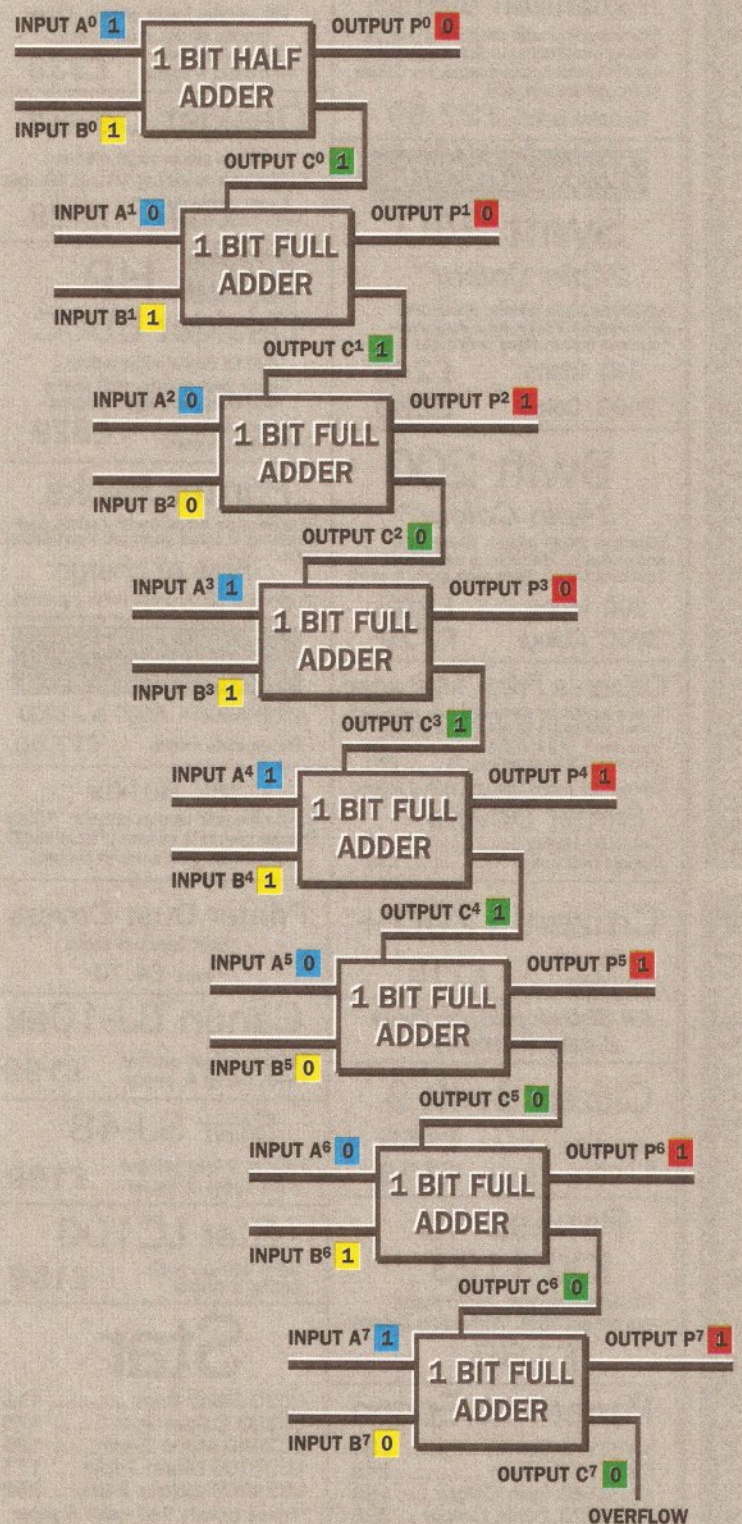 INPUT A⁰ 1
OUTPUT P⁰ 0
1 BIT HALF
ADDER
INPUT B⁰ 1
OUTPUT C⁰ 1
INPUT A¹ 0
OUTPUT P¹ 0
1 BIT FULL
ADDER
INPUT B¹ 1
OUTPUT C¹ 1
INPUT A² 0
OUTPUT P² 1
1 BIT FULL
ADDER
INPUT B² 0
OUTPUT C² 0
INPUT A³ 1
OUTPUT P³ 0
1 BIT FULL
ADDER
INPUT B³ 1
OUTPUT C³ 1
INPUT A⁴ 1
OUTPUT P⁴ 1
1 BIT FULL
ADDER
INPUT B⁴ 1
OUTPUT C⁴ 1
INPUT A⁵ 0
OUTPUT P⁵ 1
1 BIT FULL
ADDER
INPUT B⁵ 0
OUTPUT C⁵ 0
INPUT A⁶ 0
OUTPUT P⁶ 1
1 BIT FULL
ADDER
INPUT B⁶ 1
OUTPUT C⁶ 0
INPUT A⁷ 1
OUTPUT P⁷ 1
1 BIT FULL
ADDER
INPUT B⁷ 0
OUTPUT C⁷ 0
OVERFLOW